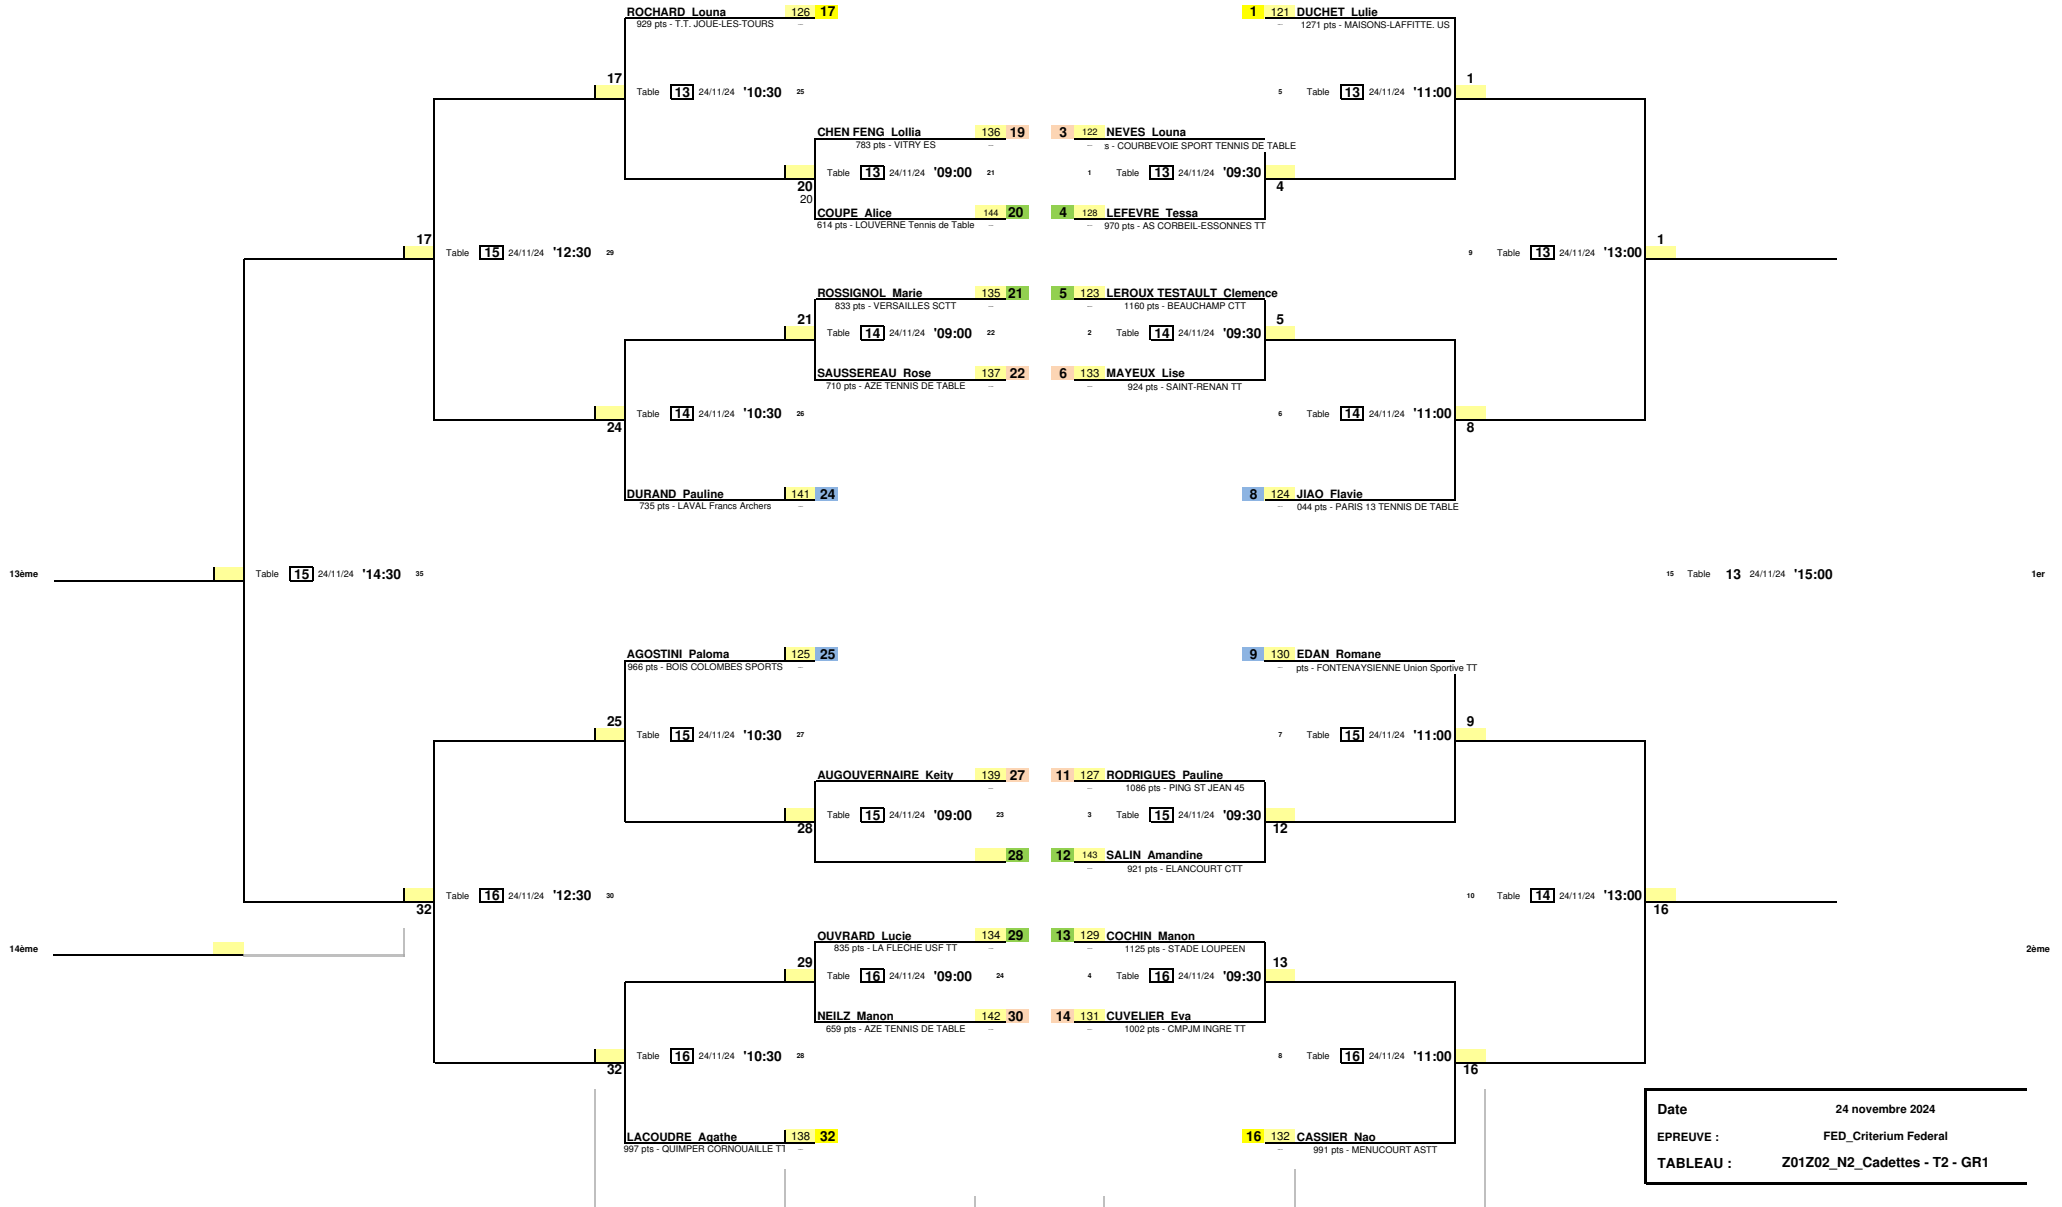 ROCHARD Louna 126 17
929 pts - T.T. JOUE-LES-TOURS --
1 121 DUCHET Lulie
-- 1271 pts - MAISONS-LAFFITTE. US
17
1
Table 13 24/11/24 '10:30 25
5 Table 13 24/11/24 '11:00
CHEN FENG Lollia 136 19
783 pts - VITRY ES --
3 122 NEVES Louna
-- s - COURBEVOIE SPORT TENNIS DE TABLE
Table 13 24/11/24 '09:00 21
1 Table 13 24/11/24 '09:30
20
20
4
COUPE Alice 144 20
614 pts - LOUVERNE Tennis de Table --
4 128 LEFEVRE Tessa
-- 970 pts - AS CORBEIL-ESSONNES TT
17
1
Table 15 24/11/24 '12:30 29
9 Table 13 24/11/24 '13:00
ROSSIGNOL Marie 135 21
833 pts - VERSAILLES SCTT --
5 123 LEROUX TESTAULT Clemence
-- 1160 pts - BEAUCHAMP CTT
21
5
Table 14 24/11/24 '09:00 22
2 Table 14 24/11/24 '09:30
SAUSSEREAU Rose 137 22
710 pts - AZE TENNIS DE TABLE --
6 133 MAYEUX Lise
-- 924 pts - SAINT-RENAN TT
Table 14 24/11/24 '10:30 26
6 Table 14 24/11/24 '11:00
24
8
DURAND Pauline 141 24
735 pts - LAVAL Francs Archers --
8 124 JIAO Flavie
-- 044 pts - PARIS 13 TENNIS DE TABLE
13ème
Table 15 24/11/24 '14:30 35
15 Table 13 24/11/24 '15:00
1er
AGOSTINI Paloma 125 25
966 pts - BOIS COLOMBES SPORTS --
9 130 EDAN Romane
-- pts - FONTENAYSIENNE Union Sportive TT
25
9
Table 15 24/11/24 '10:30 27
7 Table 15 24/11/24 '11:00
AUGOUVERNAIRE Keity 139 27
--
11 127 RODRIGUES Pauline
-- 1086 pts - PING ST JEAN 45
Table 15 24/11/24 '09:00 23
3 Table 15 24/11/24 '09:30
28
12
28
12 143 SALIN Amandine
-- 921 pts - ELANCOURT CTT
Table 16 24/11/24 '12:30 30
10 Table 14 24/11/24 '13:00
32
16
OUVRARD Lucie 134 29
835 pts - LA FLECHE USF TT --
13 129 COCHIN Manon
-- 1125 pts - STADE LOUPEEN
14ème
2ème
29
13
Table 16 24/11/24 '09:00 24
4 Table 16 24/11/24 '09:30
NEILZ Manon 142 30
659 pts - AZE TENNIS DE TABLE --
14 131 CUVELIER Eva
-- 1002 pts - CMPJM INGRE TT
Table 16 24/11/24 '10:30 28
8 Table 16 24/11/24 '11:00
32
16
LACOUDRE Agathe 138 32
997 pts - QUIMPER CORNOUAILLE TT --
16 132 CASSIER Nao
-- 991 pts - MENUCOURT ASTT
Date 24 novembre 2024
EPREUVE : FED_Criterium Federal
TABLEAU : Z01Z02_N2_Cadettes - T2 - GR1